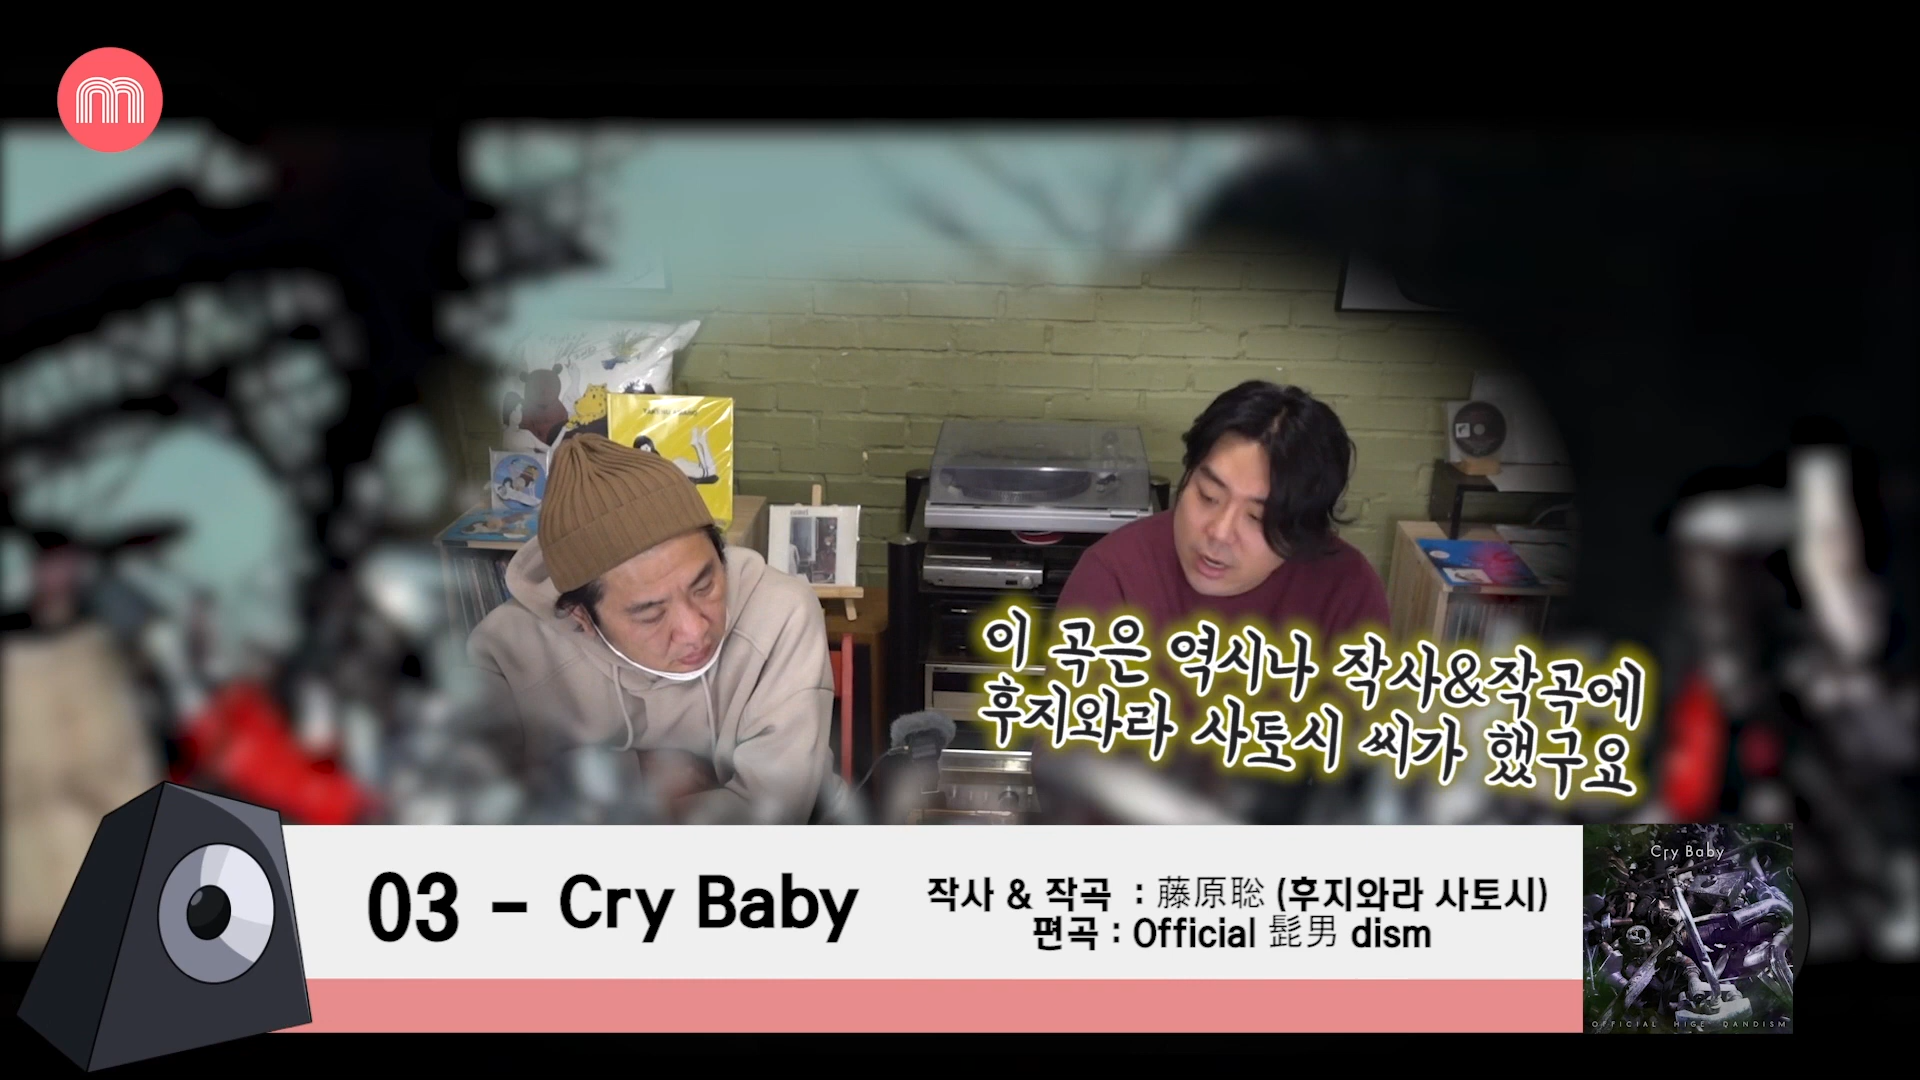 이 곡은 역시나 작사&작곡에
후지와라 사토시 씨가 했구요
03 - Cry Baby
작사 & 작곡 : 藤原聡 (후지와라 사토시)
편곡 : Official 髭男 dism
Cry Baby
OFFICIAL HIGE DANDISM